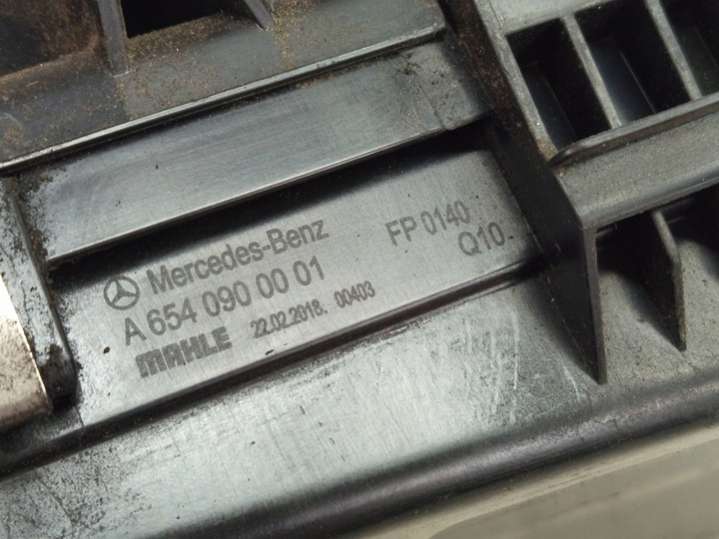 Mercedes-Benz
A 654 090 00 01
MAHLE 22.02.2018. 00403
FP 0140
Q10